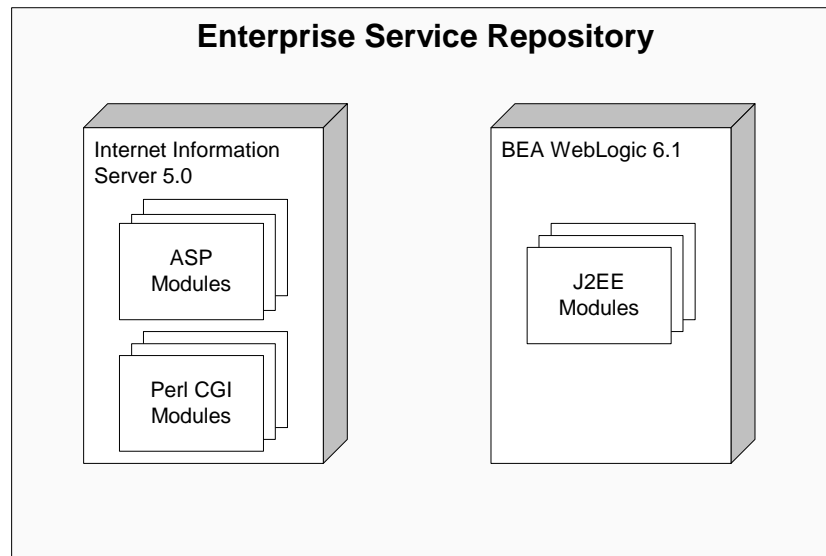 Enterprise Service Repository
Internet Information
Server 5.0
ASP
Modules
Perl CGI
Modules
BEA WebLogic 6.1
J2EE
Modules